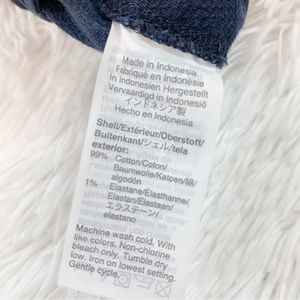 Made in Indonesia
Fabriqué en Indonésie
In Indonesien Hergestellt
Vervaardigd in Indonesië
インドネシア製
Hecho en Indonesia
Shell/Extérieur/Oberstoff/
Buitenkant/シェル/tela
exterior:
99% Cotton/Coton/
Baumwolle/Katoen/綿/
algodón
1% Elastane/Élasthanne/
Elastan/Elastaan/
エラステーン/
elastano
Machine wash cold. With
like colors. Non-chlorine
bleach only. Tumble dry
low. Iron on lowest setting.
Gentle cycle.